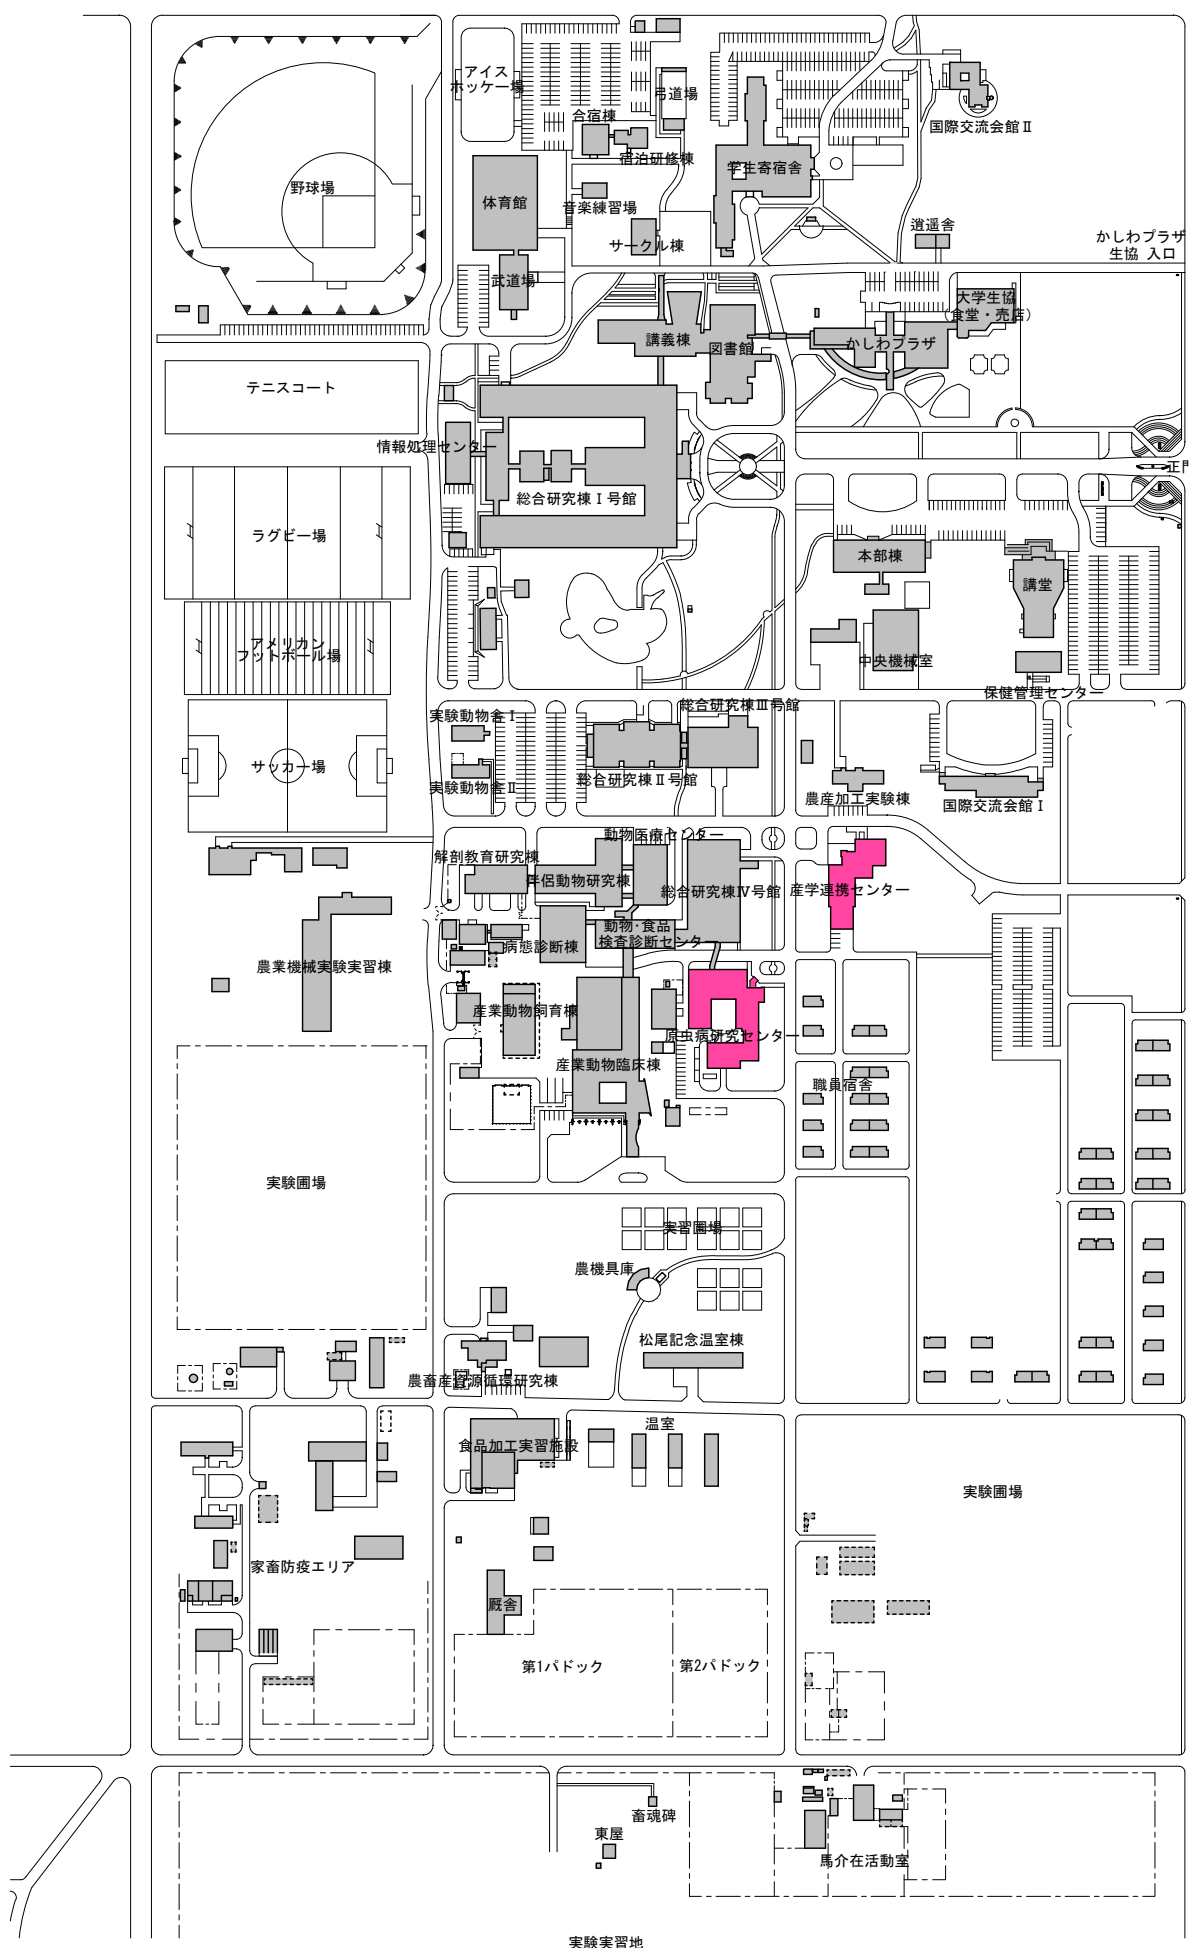 アイス
ホッケー場
弓道場
合宿棟
宿泊研修棟
国際交流会館Ⅱ
学生寄宿舎
野球場
体育館
音楽練習場
サークル棟
逍遥舎
かしわプラザ
生協 入口
武道場
大学生協
（食堂・売店）
講義棟
図書館
かしわプラザ
テニスコート
情報処理センター
正門
総合研究棟Ⅰ号館
ラグビー場
本部棟
講堂
アメリカン
フットボール場
中央機械室
保健管理センター
実験動物舎Ⅰ
総合研究棟Ⅲ号館
サッカー場
実験動物舎Ⅱ
総合研究棟Ⅱ号館
農産加工実験棟
国際交流会館Ⅰ
動物医療センター
解剖教育研究棟
伴侶動物研究棟
総合研究棟Ⅳ号館
産学連携センター
動物・食品
検査診断センター
病態診断棟
農業機械実験実習棟
産業動物飼育棟
原虫病研究センター
産業動物臨床棟
職員宿舎
実験圃場
実習圃場
農機具庫
松尾記念温室棟
農畜産資源循環研究棟
温室
食品加工実習施設
実験圃場
家畜防疫エリア
厩舎
第1パドック
第2パドック
畜魂碑
東屋
馬介在活動室
実験実習地